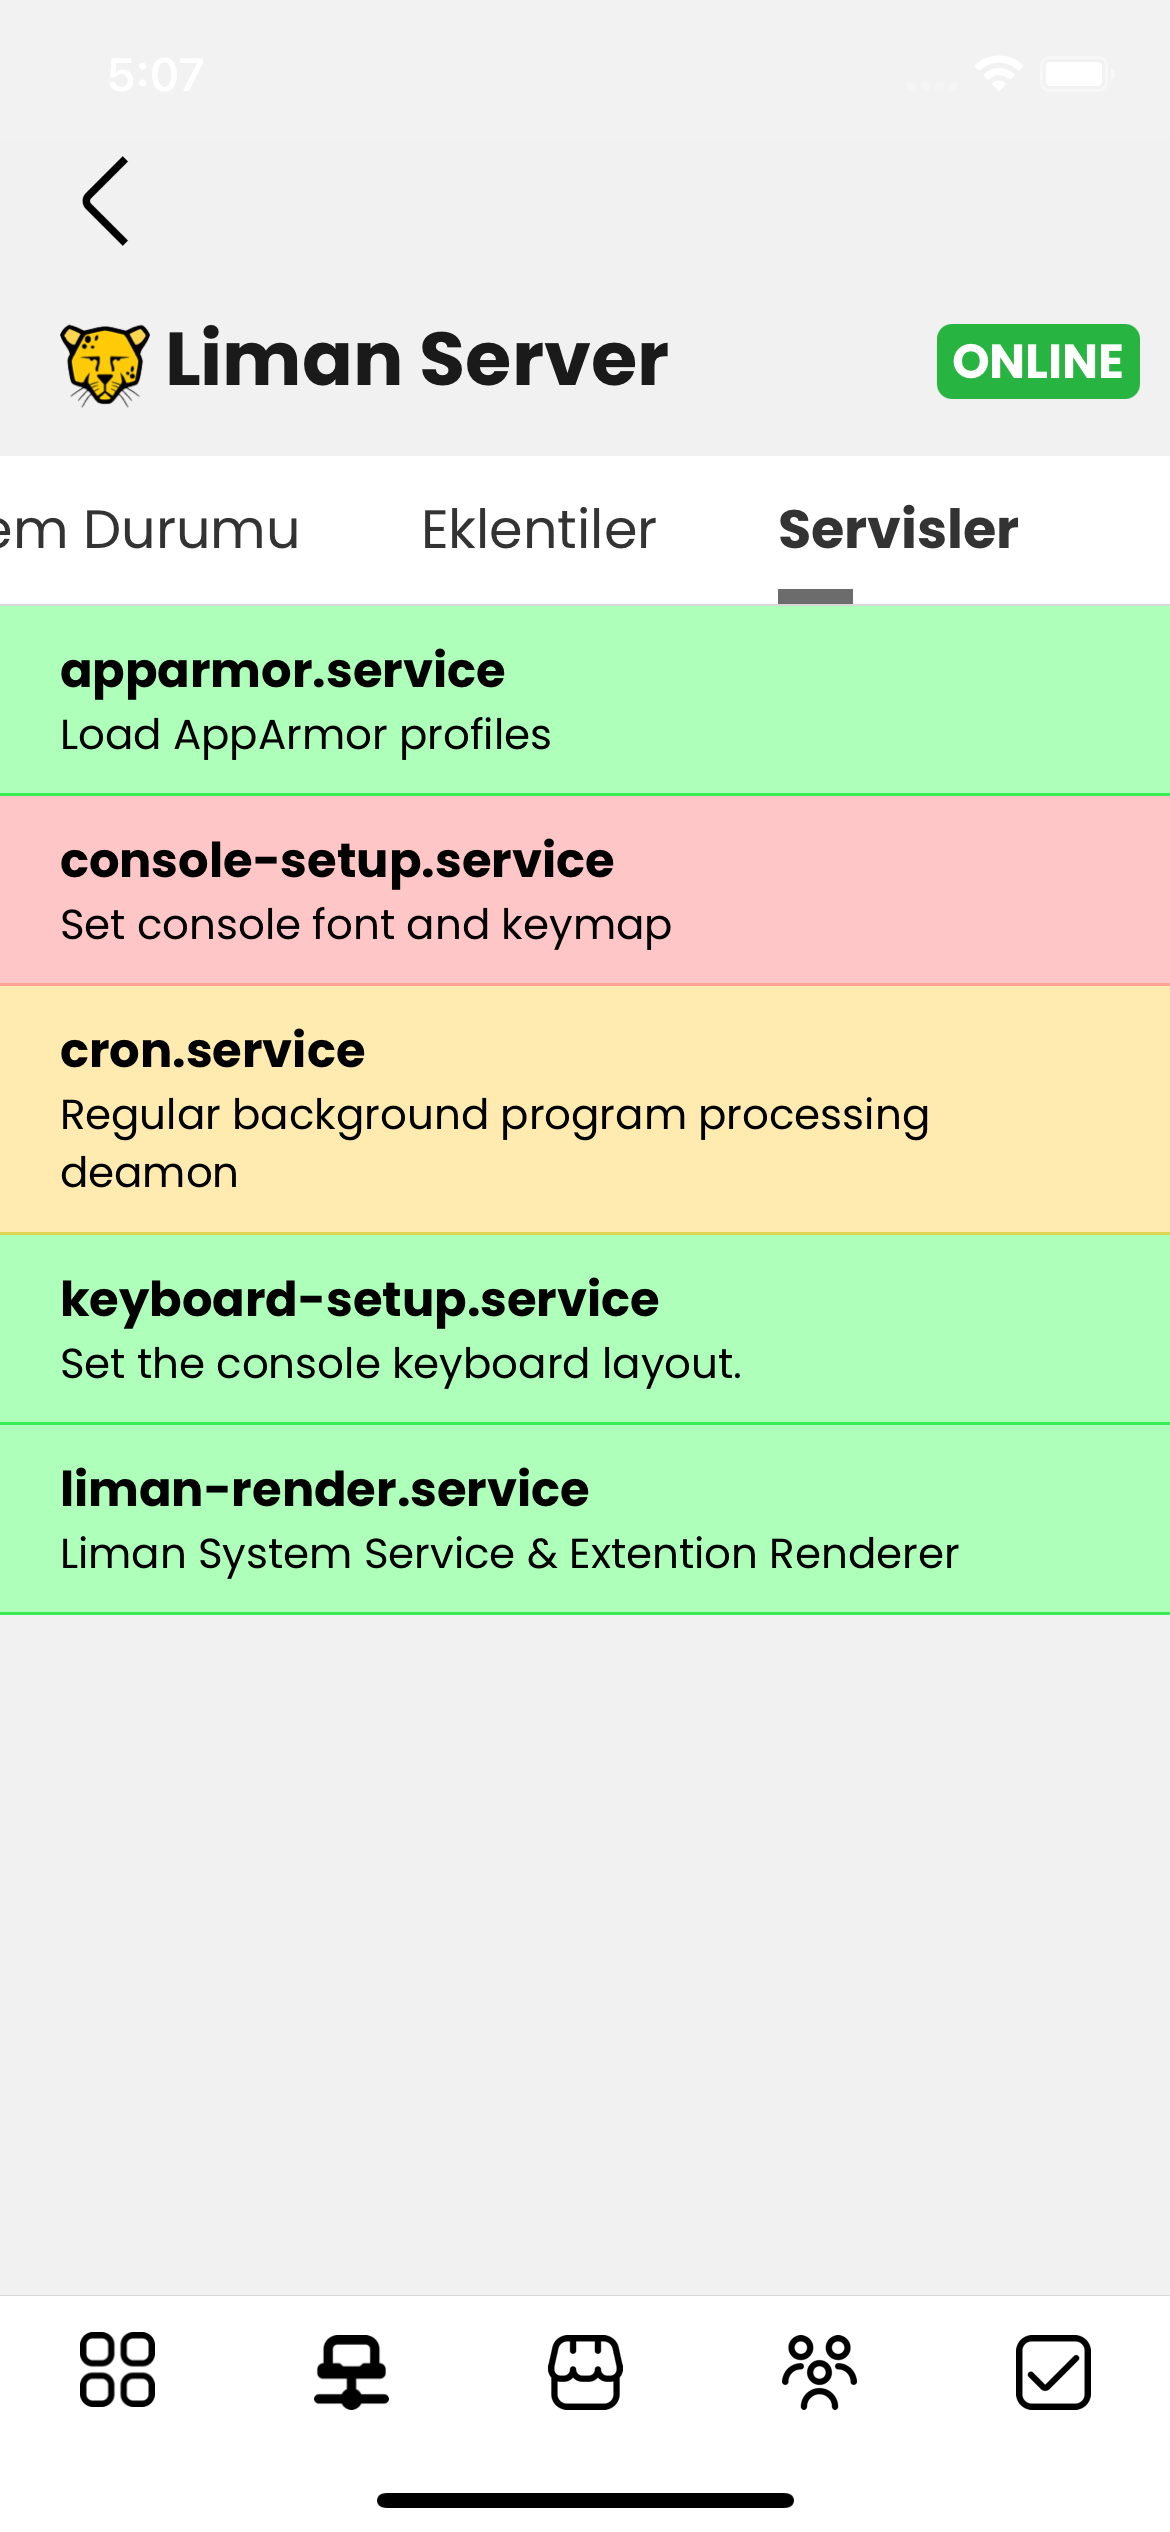 5:07
Liman Server
ONLINE
em Durumu
Eklentiler
Servisler
apparmor.service
Load AppArmor profiles
console-setup.service
Set console font and keymap
cron.service
Regular background program processing
deamon
keyboard-setup.service
Set the console keyboard layout.
liman-render.service
Liman System Service & Extention Renderer